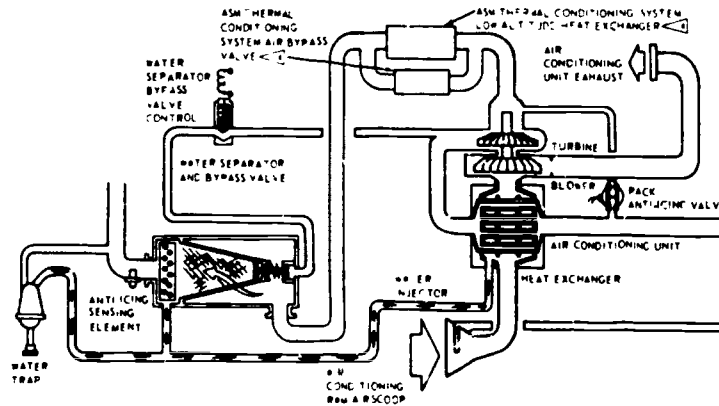 ASM THERMAL
CONDITIONING
SYSTEM AIR BYPASS
VALVE
ASM THERMAL CONDITIONING SYSTEM
LOW ALTITUDE HEAT EXCHANGER
AIR
CONDITIONING
UNIT EXHAUST
WATER
SEPARATOR
BYPASS
VALVE
CONTROL
WATER SEPARATOR
AND BYPASS VALVE
TURBINE
BLOWER
PACK
ANTI-ICING VALVE
AIR CONDITIONING UNIT
HEAT EXCHANGER
WATER
INJECTOR
ANTI-ICING
SENSING
ELEMENT
WATER
TRAP
AIR
CONDITIONING
RAM AIRSCOOP